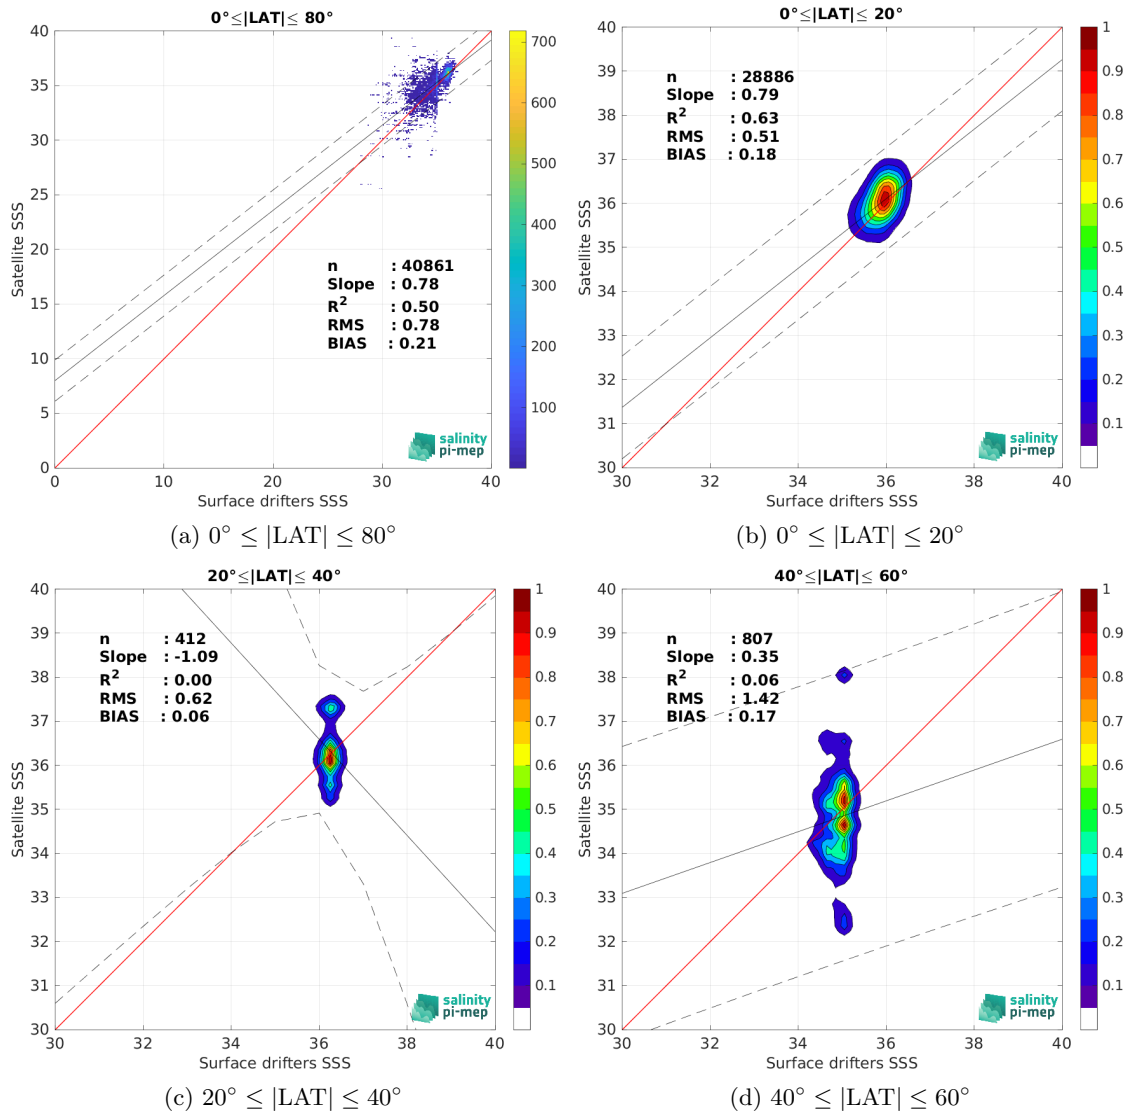 0°≤|LAT|≤ 80°
40
35
30
25
20
15
10
5
0
0
10
20
30
40
Satellite SSS
Surface drifters SSS
n : 40861
Slope : 0.78
R² : 0.50
RMS : 0.78
BIAS : 0.21
700
600
500
400
300
200
100
salinity
pi-mep
(a) 0° ≤ |LAT| ≤ 80°
0°≤|LAT|≤ 20°
40
39
38
37
36
35
34
33
32
31
30
30
32
34
36
38
40
Satellite SSS
Surface drifters SSS
n : 28886
Slope : 0.79
R² : 0.63
RMS : 0.51
BIAS : 0.18
1
0.9
0.8
0.7
0.6
0.5
0.4
0.3
0.2
0.1
salinity
pi-mep
(b) 0° ≤ |LAT| ≤ 20°
20°≤|LAT|≤ 40°
40
39
38
37
36
35
34
33
32
31
30
30
32
34
36
38
40
Satellite SSS
Surface drifters SSS
n : 412
Slope : -1.09
R² : 0.00
RMS : 0.62
BIAS : 0.06
1
0.9
0.8
0.7
0.6
0.5
0.4
0.3
0.2
0.1
salinity
pi-mep
(c) 20° ≤ |LAT| ≤ 40°
40°≤|LAT|≤ 60°
40
39
38
37
36
35
34
33
32
31
30
30
32
34
36
38
40
Satellite SSS
Surface drifters SSS
n : 807
Slope : 0.35
R² : 0.06
RMS : 1.42
BIAS : 0.17
1
0.9
0.8
0.7
0.6
0.5
0.4
0.3
0.2
0.1
salinity
pi-mep
(d) 40° ≤ |LAT| ≤ 60°